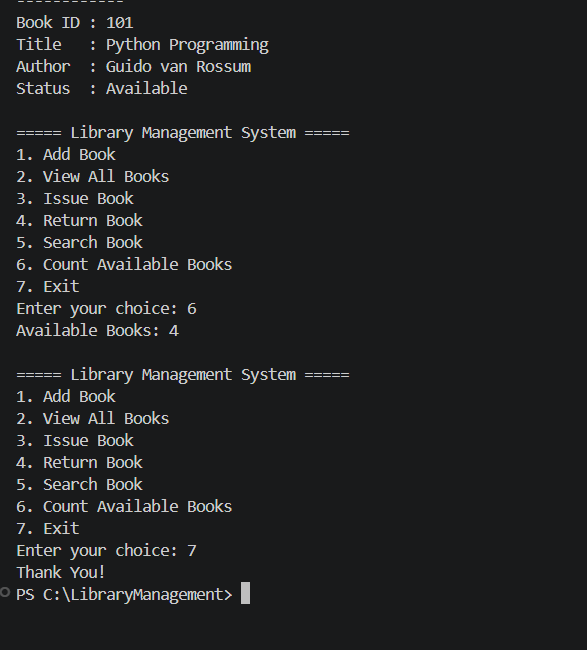 ------------
Book ID : 101
Title   : Python Programming
Author  : Guido van Rossum
Status  : Available

===== Library Management System =====
1. Add Book
2. View All Books
3. Issue Book
4. Return Book
5. Search Book
6. Count Available Books
7. Exit
Enter your choice: 6
Available Books: 4

===== Library Management System =====
1. Add Book
2. View All Books
3. Issue Book
4. Return Book
5. Search Book
6. Count Available Books
7. Exit
Enter your choice: 7
Thank You!
PS C:\LibraryManagement>